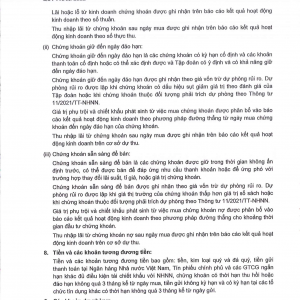 Lãi hoặc lỗ từ kinh doanh chứng khoán được ghi nhận trên báo cáo kết quả hoạt
động kinh doanh theo số thuần.
Thu nhập lãi từ chứng khoán sau ngày mua được ghi nhận trên báo cáo kết quả hoạt
động kinh doanh theo số thực thu.
(ii) Chứng khoán giữ đến ngày đáo hạn:
Chứng khoán giữ đến ngày đáo hạn là các chứng khoán có kỳ hạn cố định và các khoản
thanh toán cố định hoặc có thể xác định được và Tập đoàn có ý định và có khả năng giữ
đến ngày đáo hạn.
Chứng khoán giữ đến ngày đáo hạn được ghi nhận theo giá vốn trừ dự phòng rủi ro. Dự
phòng rủi ro được lập khi chứng khoán có dấu hiệu sụt giảm giá trị theo đánh giá của
Tập đoàn hoặc khi chứng khoán thuộc đối tượng phải trích dự phòng theo Thông tư
11/2021/TT-NHNN.
Giá trị phụ trội và chiết khấu phát sinh từ việc mua chứng khoán được phân bổ vào báo
cáo kết quả hoạt động kinh doanh theo phương pháp đường thẳng từ ngày mua chứng
khoán đến ngày đáo hạn của chứng khoán.
Thu nhập lãi từ chứng khoán sau ngày mua được ghi nhận trên báo cáo kết quả hoạt
động kinh doanh trên cơ sở dự thu.
(iii) Chứng khoán sẵn sàng để bán:
Chứng khoán sẵn sàng để bán là các chứng khoán được giữ trong thời gian không ấn
định trước, có thể được bán để đáp ứng nhu cầu thanh khoản hoặc để ứng phó với
trường hợp thay đổi lãi suất, tỉ giá, hoặc giá trị chứng khoán.
Chứng khoán sẵn sàng để bán được ghi nhận theo giá vốn trừ dự phòng rủi ro. Dự
phòng rủi ro được lập khi giá thị trường của chứng khoán thấp hơn giá trị sổ sách hoặc
khi chứng khoán thuộc đối tượng phải trích dự phòng theo Thông tư 11/2021/TT-NHNN.
Giá trị phụ trội và chiết khấu phát sinh từ việc mua chứng khoán nợ được phân bổ vào
báo cáo kết quả hoạt động kinh doanh theo phương pháp đường thẳng cho khoảng thời
gian đầu tư chứng khoán.
Thu nhập lãi từ chứng khoán nợ sau ngày mua được ghi nhận trên báo cáo kết quả hoạt
động kinh doanh trên cơ sở dự thu.
8. Tiền và các khoản tương đương tiền:
Tiền và các khoản tương đương tiền bao gồm: tiền, kim loại quý và đá quý, tiền gửi
thanh toán tại Ngân hàng Nhà nước Việt Nam, Tín phiếu chính phủ và các GTCG ngắn
hạn khác đủ điều kiện tái chiết khấu với NHNN, chứng khoán có thời hạn thu hồi hoặc
đáo hạn không quá 3 tháng kể từ ngày mua, tiền gửi không kỳ hạn và có kỳ hạn tại các tổ
chức tín dụng khác có thời hạn không quá 3 tháng kể từ ngày gửi.